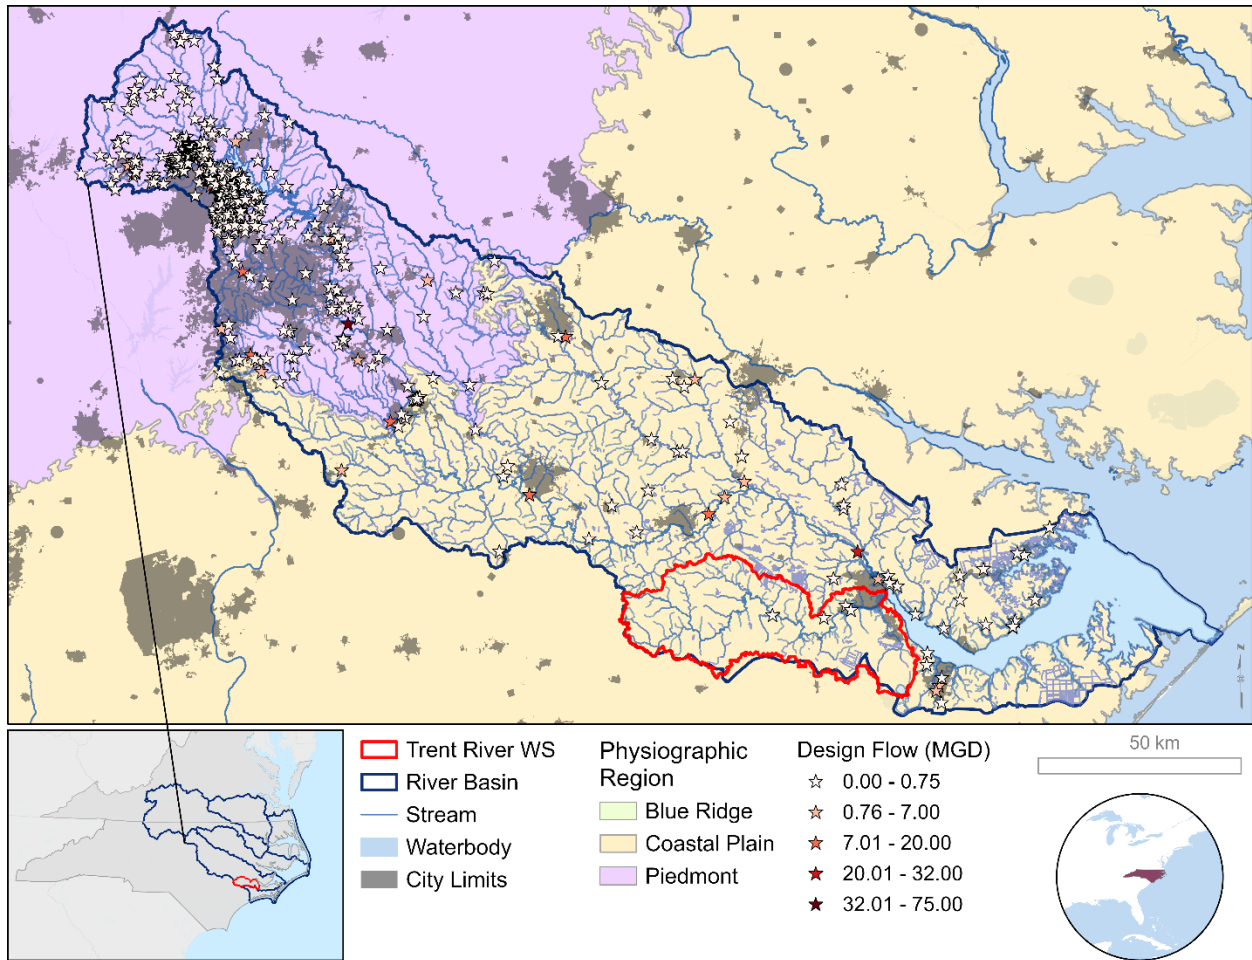 Trent River WS
River Basin
Stream
Waterbody
City Limits
Physiographic
Region
Blue Ridge
Coastal Plain
Piedmont
Design Flow (MGD)
0.00 - 0.75
0.76 - 7.00
7.01 - 20.00
20.01 - 32.00
32.01 - 75.00
50 km